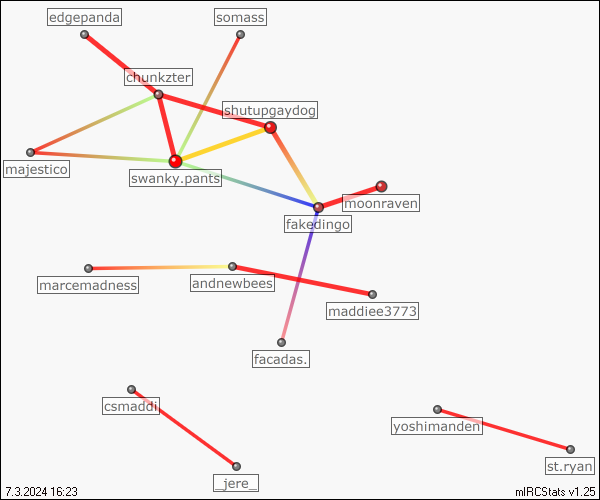 edgepanda
somass
chunkzter
shutupgaydog
majestico
swanky.pants
moonraven
fakedingo
marcemadness
andnewbees
maddiee3773
facadas.
csmaddi
yoshimanden
st.ryan
_jere_
7.3.2024 16:23
mIRCStats v1.25